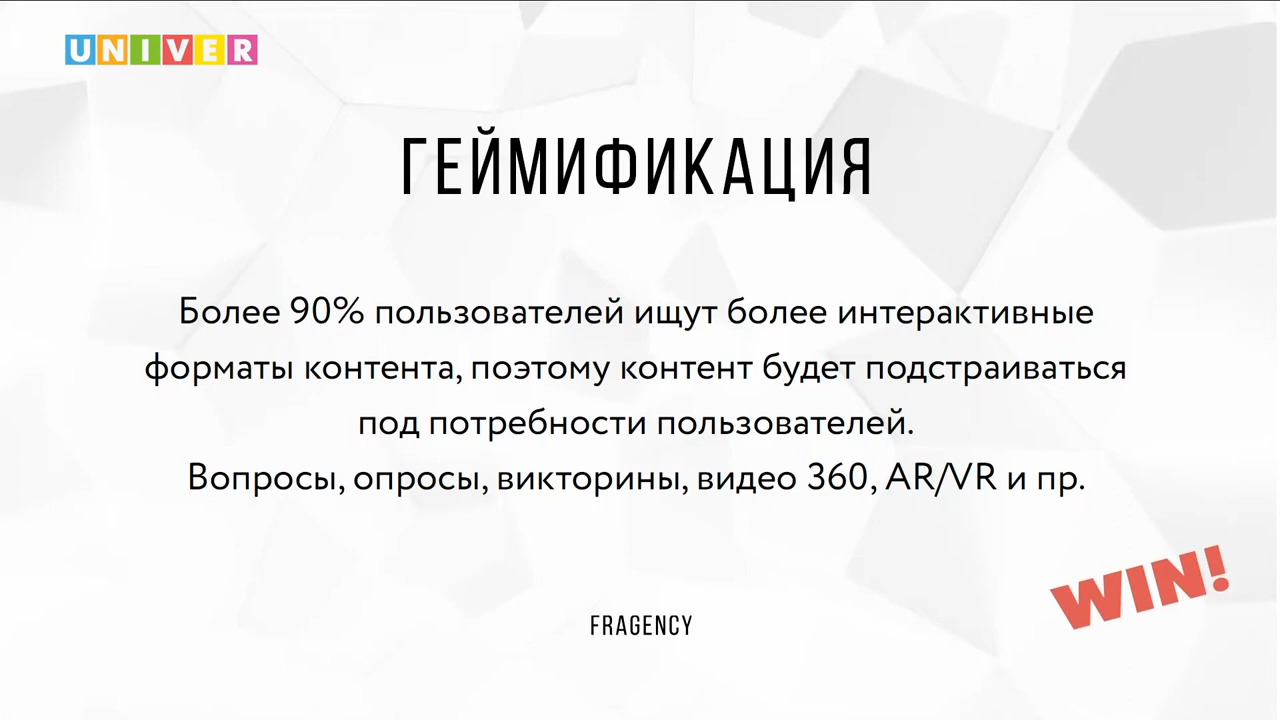 UNIVER
ГЕЙМИФИКАЦИЯ
Более 90% пользователей ищут более интерактивные
форматы контента, поэтому контент будет подстраиваться
под потребности пользователей.
Вопросы, опросы, викторины, видео 360, AR/VR и пр.
WIN!
FRAGENCY